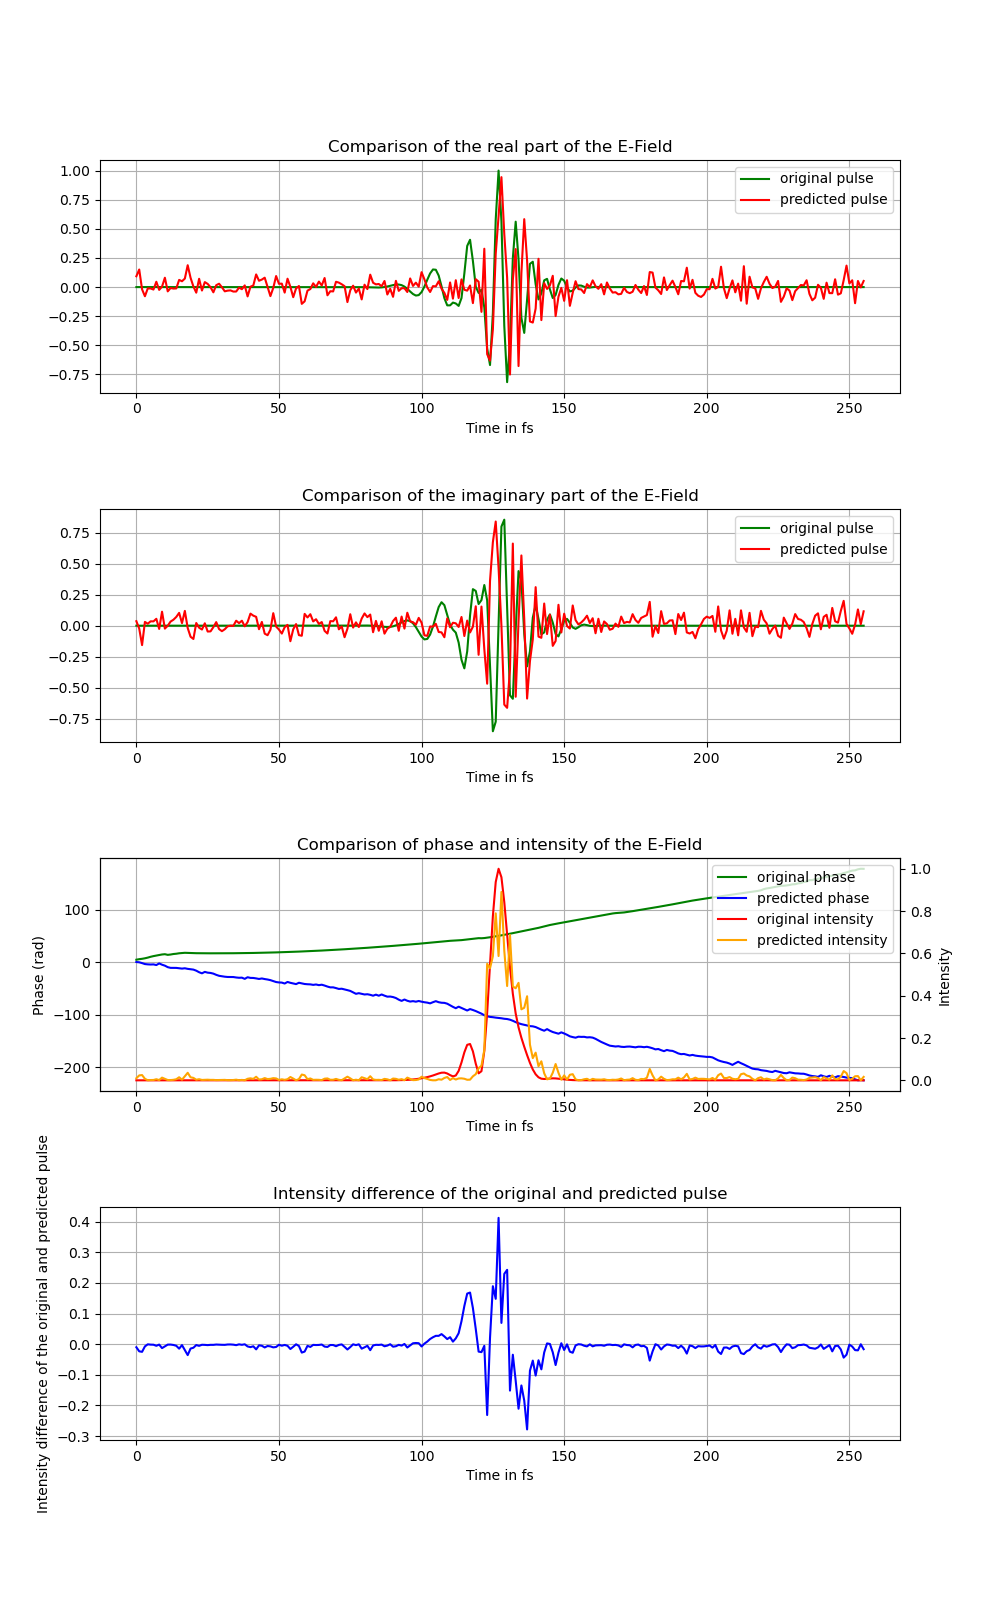 Comparison of the real part of the E-Field
1.00
0.75
0.50
0.25
0.00
−0.25
−0.50
−0.75
original pulse
predicted pulse
0 50 100 150 200 250
Time in fs
Comparison of the imaginary part of the E-Field
0.75
0.50
0.25
0.00
−0.25
−0.50
−0.75
original pulse
predicted pulse
0 50 100 150 200 250
Time in fs
Comparison of phase and intensity of the E-Field
Phase (rad)
100
0
−100
−200
original phase
predicted phase
original intensity
predicted intensity
1.0
0.8
0.6
0.4
0.2
0.0
Intensity
0 50 100 150 200 250
Time in fs
Intensity difference of the original and predicted pulse
Intensity difference of the original and predicted pulse
0.4
0.3
0.2
0.1
0.0
−0.1
−0.2
−0.3
0 50 100 150 200 250
Time in fs